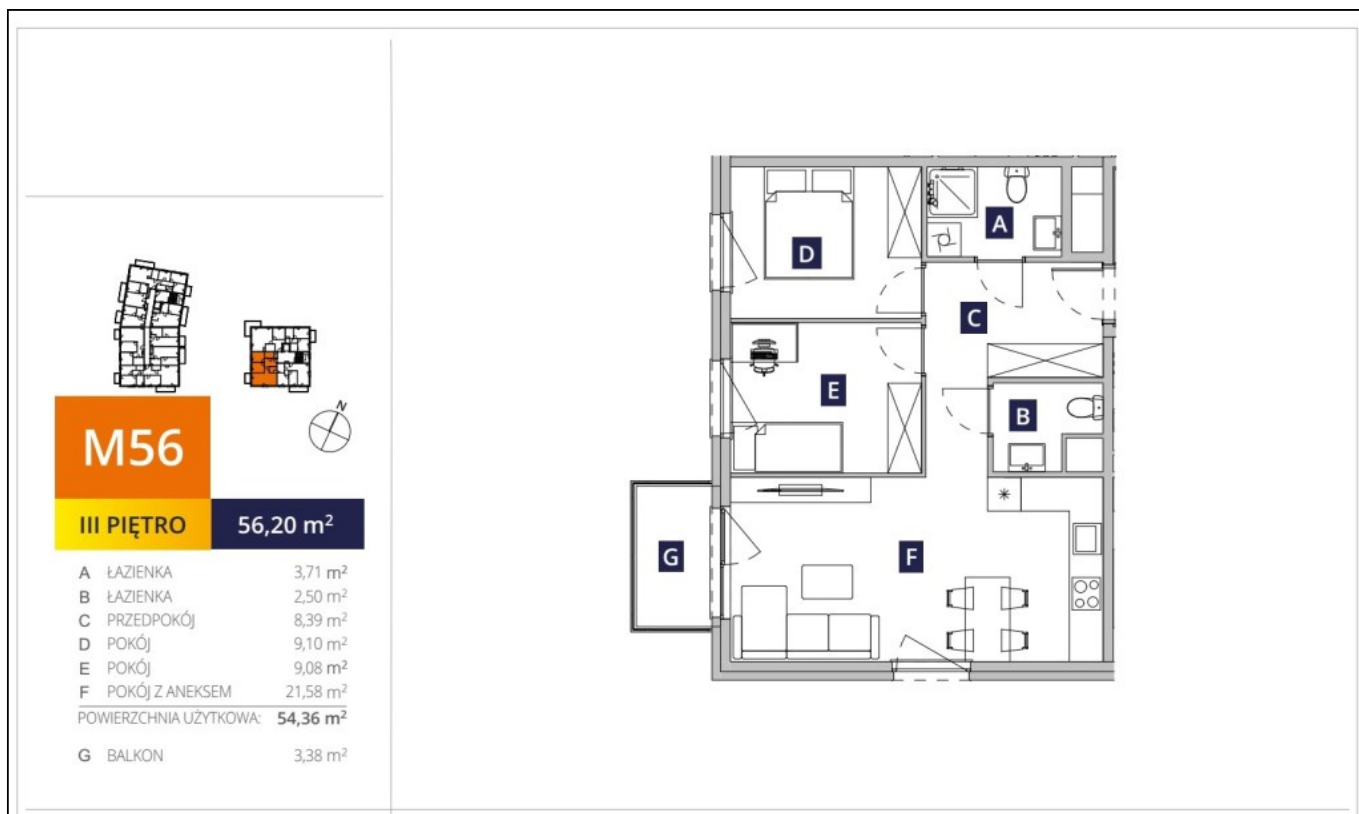 N
M56
III PIĘTRO 56,20 m²
A ŁAZIENKA 3,71 m²
B ŁAZIENKA 2,50 m²
C PRZEDPOKÓJ 8,39 m²
D POKÓJ 9,10 m²
E POKÓJ 9,08 m²
F POKÓJ Z ANEKSEM 21,58 m²
POWIERZCHNIA UŻYTKOWA: 54,36 m²
G BALKON 3,38 m²
A
D
C
E
B
G
F